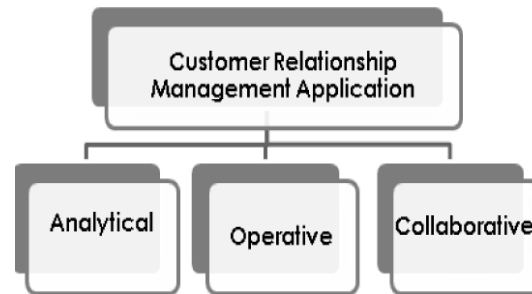 Customer Relationship
Management Application
Analytical
Operative
Collaborative